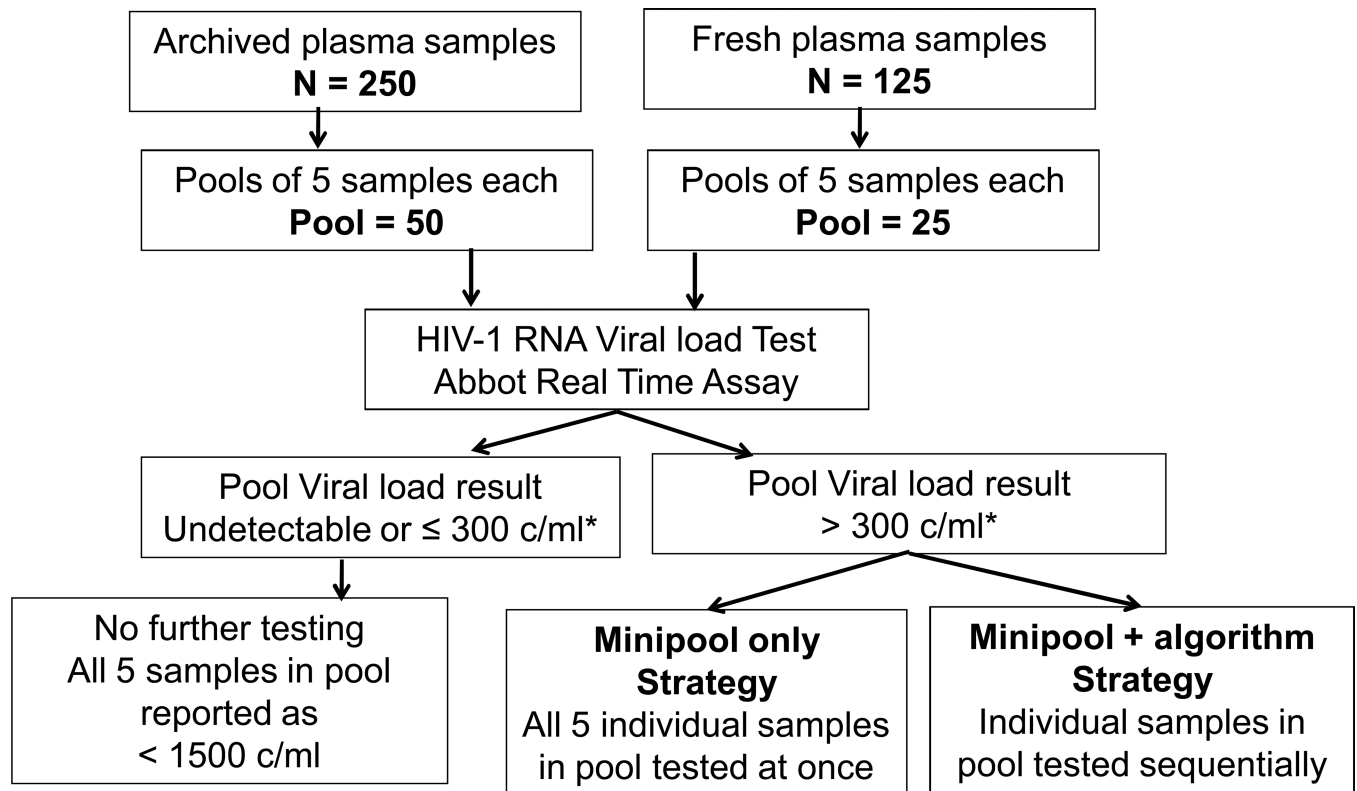 Archived plasma samples
N = 250
Fresh plasma samples
N = 125
Pools of 5 samples each
Pool = 50
Pools of 5 samples each
Pool = 25
HIV-1 RNA Viral load Test
Abbot Real Time Assay
Pool Viral load result
Undetectable or ≤ 300 c/ml*
Pool Viral load result
> 300 c/ml*
No further testing
All 5 samples in pool
reported as
< 1500 c/ml
Minipool only
Strategy
All 5 individual samples
in pool tested at once
Minipool + algorithm
Strategy
Individual samples in
pool tested sequentially